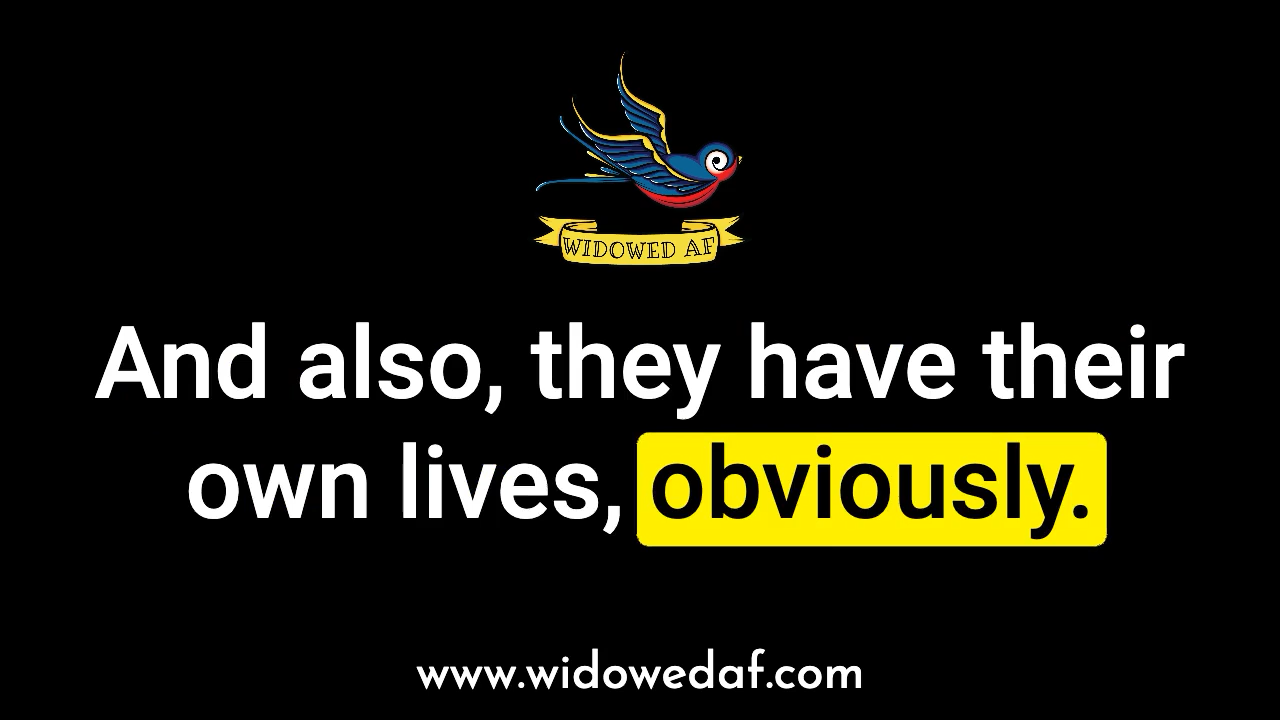 WIDOWED AF
And also, they have their
own lives, obviously.
www.widowedaf.com